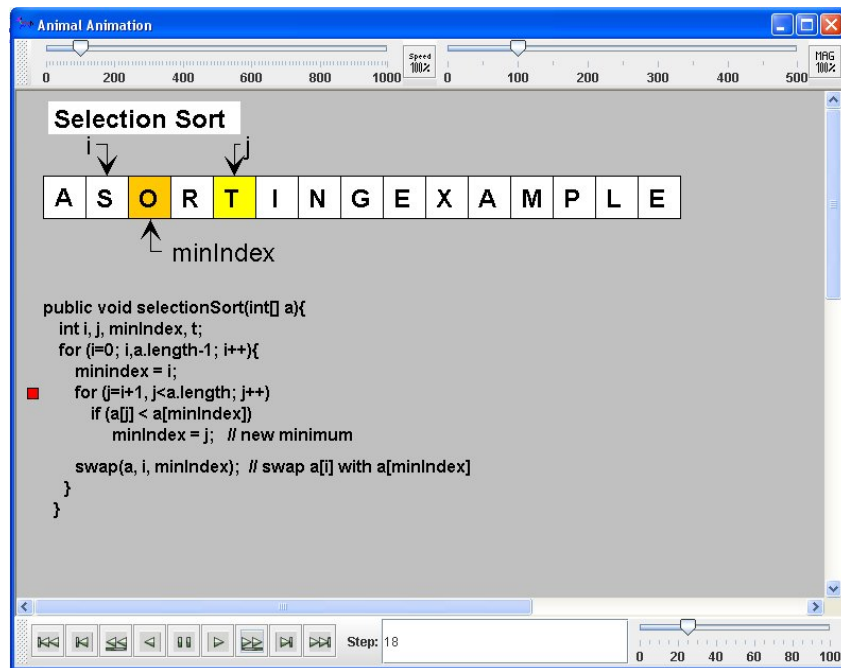 Animal Animation
0 200 400 600 800 1000
Speed
100%
0 100 200 300 400 500
MAG
100%
Selection Sort
i j
A S O R T I N G E X A M P L E
minIndex
public void selectionSort(int[] a){
int i, j, minIndex, t;
for (i=0; i,a.length-1; i++){
minindex = i;
for (j=i+1, j<a.length; j++)
if (a[j] < a[minIndex])
minIndex = j; // new minimum
swap(a, i, minIndex); // swap a[i] with a[minIndex]
}
}
Step: 18
0 20 40 60 80 100